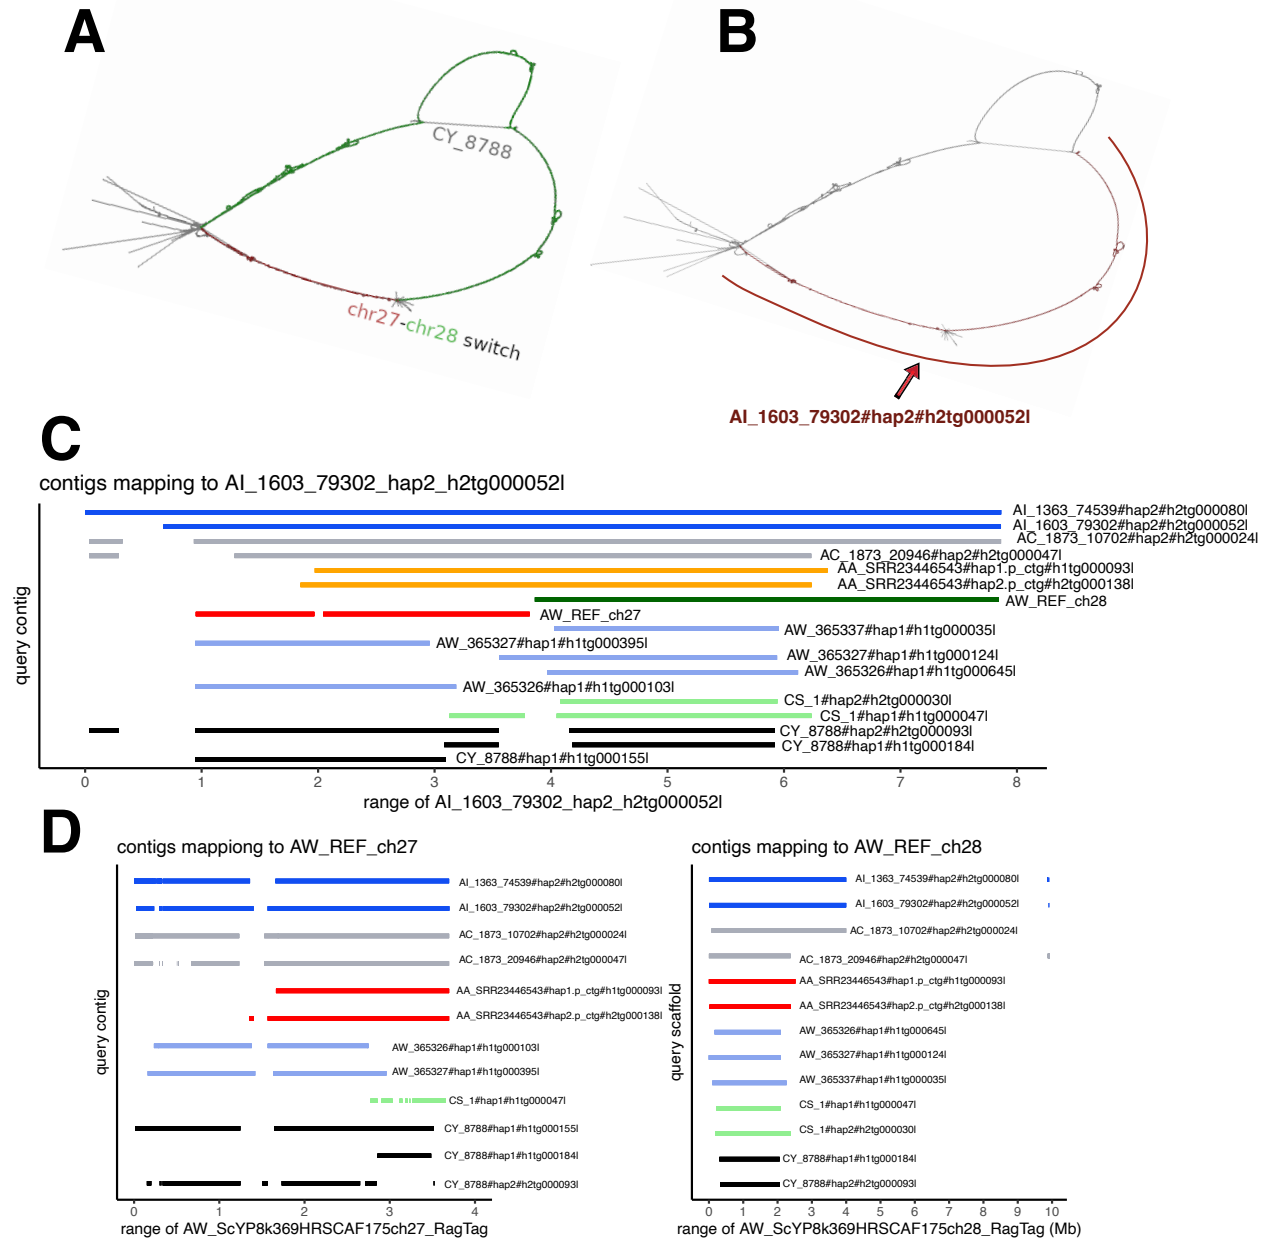 A
B
CY_8788
chr27-chr28 switch
AI_1603_79302#hap2#h2tg000052l
C
contigs mapping to AI_1603_79302_hap2_h2tg000052l
query contig
AI_1363_74539#hap2#h2tg000080l
AI_1603_79302#hap2#h2tg000052l
AC_1873_10702#hap2#h2tg000024l
AC_1873_20946#hap2#h2tg000047l
AA_SRR23446543#hap1.p_ctg#h1tg000093l
AA_SRR23446543#hap2.p_ctg#h2tg000138l
AW_REF_ch28
AW_REF_ch27
AW_365337#hap1#h1tg000035l
AW_365327#hap1#h1tg000395l
AW_365327#hap1#h1tg000124l
AW_365326#hap1#h1tg000645l
AW_365326#hap1#h1tg000103l
CS_1#hap2#h2tg000030l
CS_1#hap1#h1tg000047l
CY_8788#hap2#h2tg000093l
CY_8788#hap1#h1tg000184l
CY_8788#hap1#h1tg000155l
0 1 2 3 4 5 6 7 8
range of AI_1603_79302_hap2_h2tg000052l
D
contigs mappiong to AW_REF_ch27
query contig
AI_1363_74539#hap2#h2tg000080l
AI_1603_79302#hap2#h2tg000052l
AC_1873_10702#hap2#h2tg000024l
AC_1873_20946#hap2#h2tg000047l
AA_SRR23446543#hap1.p_ctg#h1tg000093l
AA_SRR23446543#hap2.p_ctg#h2tg000138l
AW_365326#hap1#h1tg000103l
AW_365327#hap1#h1tg000395l
CS_1#hap1#h1tg000047l
CY_8788#hap1#h1tg000155l
CY_8788#hap1#h1tg000184l
CY_8788#hap2#h2tg000093l
0 1 2 3 4
range of AW_ScYP8k369HRSCAF175ch27_RagTag
contigs mapping to AW_REF_ch28
query scaffold
AI_1363_74539#hap2#h2tg000080l
AI_1603_79302#hap2#h2tg000052l
AC_1873_10702#hap2#h2tg000024l
AC_1873_20946#hap2#h2tg000047l
AA_SRR23446543#hap1.p_ctg#h1tg000093l
AA_SRR23446543#hap2.p_ctg#h2tg000138l
AW_365326#hap1#h1tg000645l
AW_365327#hap1#h1tg000124l
AW_365337#hap1#h1tg000035l
CS_1#hap1#h1tg000047l
CS_1#hap2#h2tg000030l
CY_8788#hap1#h1tg000184l
CY_8788#hap2#h2tg000093l
0 1 2 3 4 5 6 7 8 9 10
range of AW_ScYP8k369HRSCAF175ch28_RagTag (Mb)